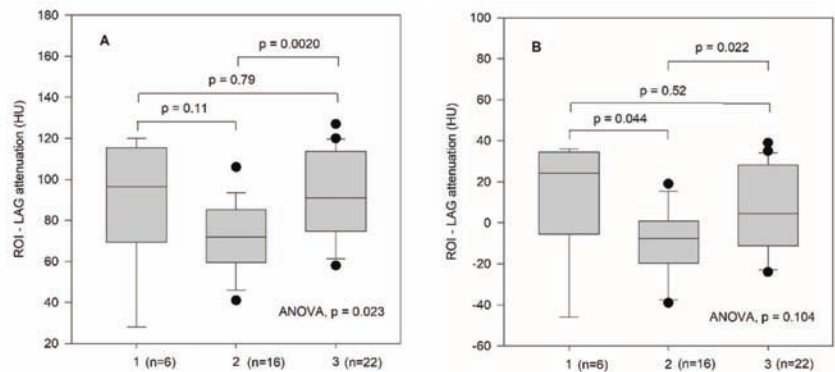 A
p = 0.0020
p = 0.79
p = 0.11
ANOVA, p = 0.023
ROI - LAG attenuation (HU)
180
160
140
120
100
80
60
40
20
1 (n=6)
2 (n=16)
3 (n=22)
B
p = 0.022
p = 0.52
p = 0.044
ANOVA, p = 0.104
ROI - LAG attenuation (HU)
100
80
60
40
20
0
-20
-40
-60
1 (n=6)
2 (n=16)
3 (n=22)